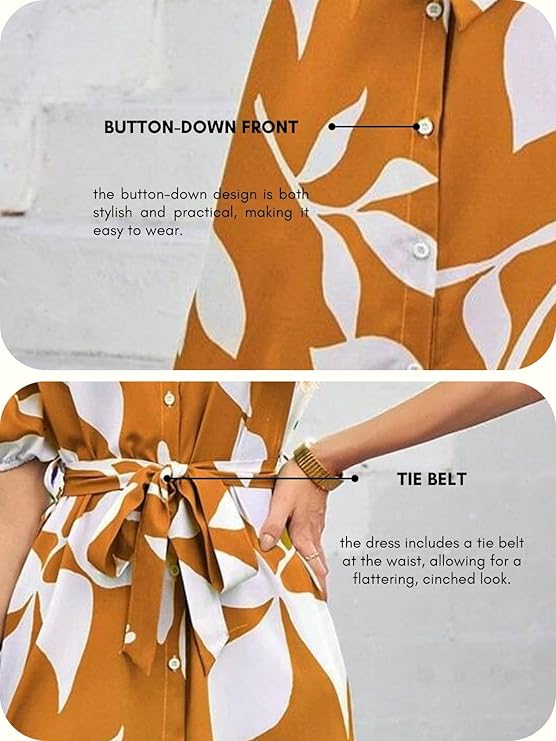 BUTTON-DOWN FRONT
the button-down design is both
stylish and practical, making it
easy to wear.
TIE BELT
the dress includes a tie belt
at the waist, allowing for a
flattering, cinched look.